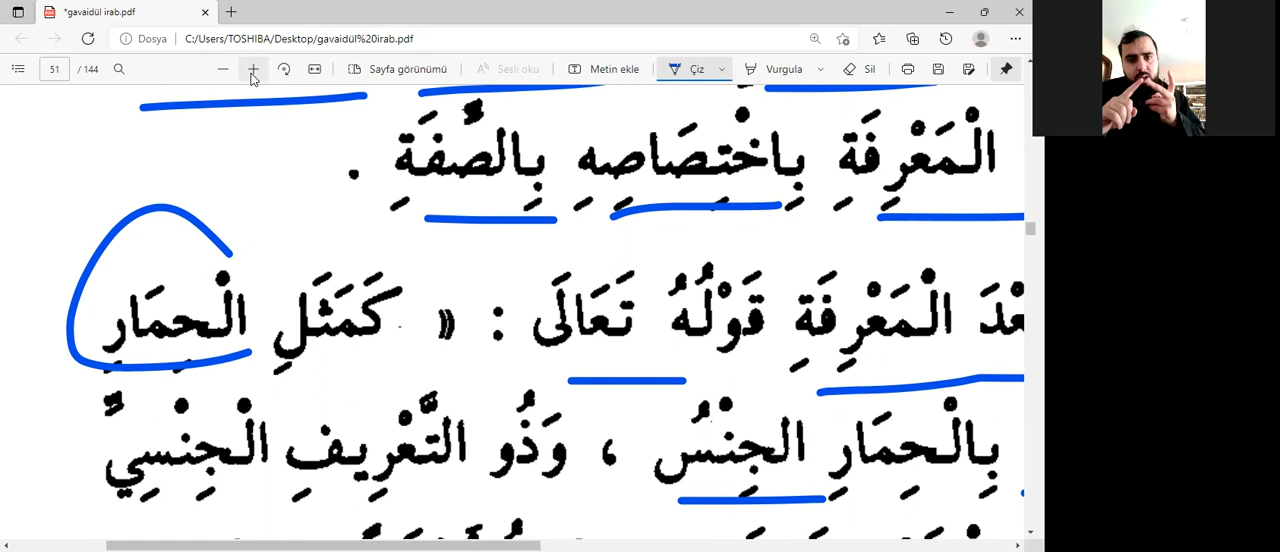 *gavaidül irab.pdf
Dosya C:/Users/TOSHIBA/Desktop/gavaidül%20irab.pdf
51 / 144 Sayfa görünümü Sesli oku Metin ekle Çiz Vurgula Sil
الْمَعْرِفَةِ بِاخْتِصَاصِهِ بِالصِّفَةِ .
عْدَ الْمَعْرِفَةِ قَوْلُهُ تَعَالَى : « كَمَثَلِ الْحِمَارِ
بِالْحِمَارِ الجِنْسُ ، وَذُو التَّعْرِيفِ الْجِنْسِيِّ